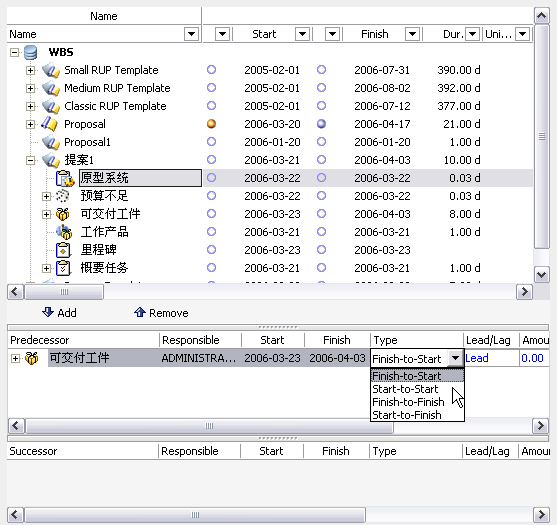 Name
Name Start Finish Dur. Uni...
WBS
Small RUP Template 2005-02-01 2006-07-31 390.00 d
Medium RUP Template 2005-02-01 2006-08-02 392.00 d
Classic RUP Template 2005-02-01 2006-07-12 377.00 d
Proposal 2006-03-20 2006-04-17 21.00 d
Proposal1 2006-01-20 2006-01-20 1.00 d
提案1 2006-03-21 2006-04-03 10.00 d
原型系统 2006-03-22 2006-03-22 0.03 d
预算不足 2006-03-22 2006-03-22 0.03 d
可交付工件 2006-03-23 2006-04-03 8.00 d
工作产品 2006-03-21 2006-03-21 1.00 d
里程碑 2006-03-23 2006-03-23
概要任务 2006-03-21 2006-03-21 1.00 d
Add Remove
Predecessor Responsible Start Finish Type Lead/Lag Amou
可交付工件 ADMINISTRA... 2006-03-23 2006-04-03 Finish-to-Start Lead 0.00
Finish-to-Start
Start-to-Start
Finish-to-Finish
Start-to-Finish
Successor Responsible Start Finish Type Lead/Lag Amou